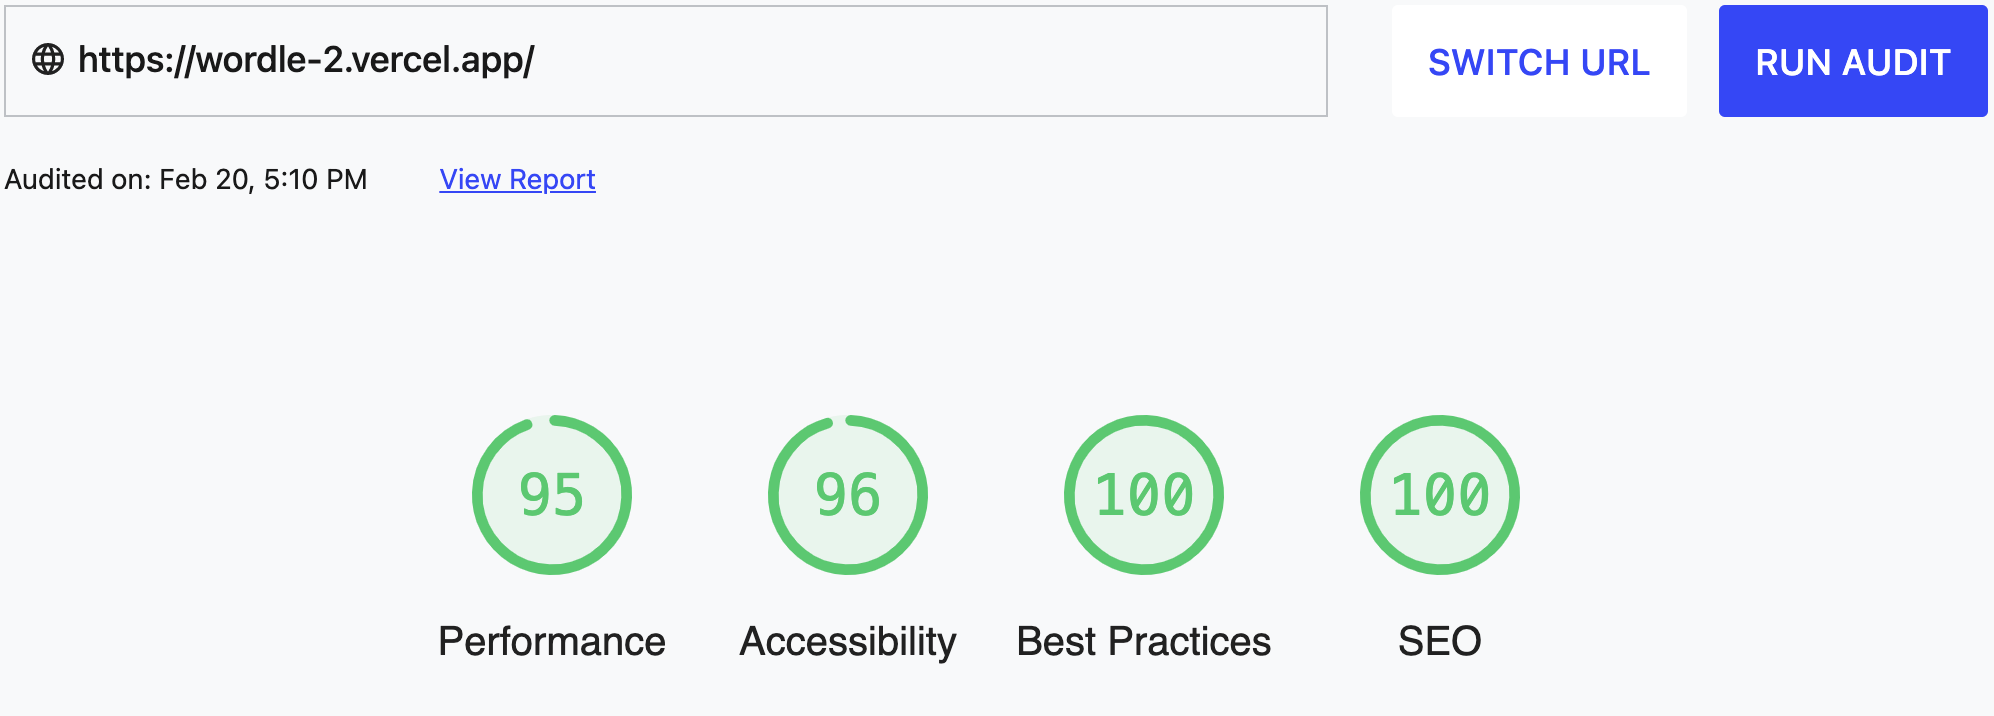 https://wordle-2.vercel.app/ SWITCH URL RUN AUDIT
Audited on: Feb 20, 5:10 PM View Report
95 96 100 100
Performance Accessibility Best Practices SEO